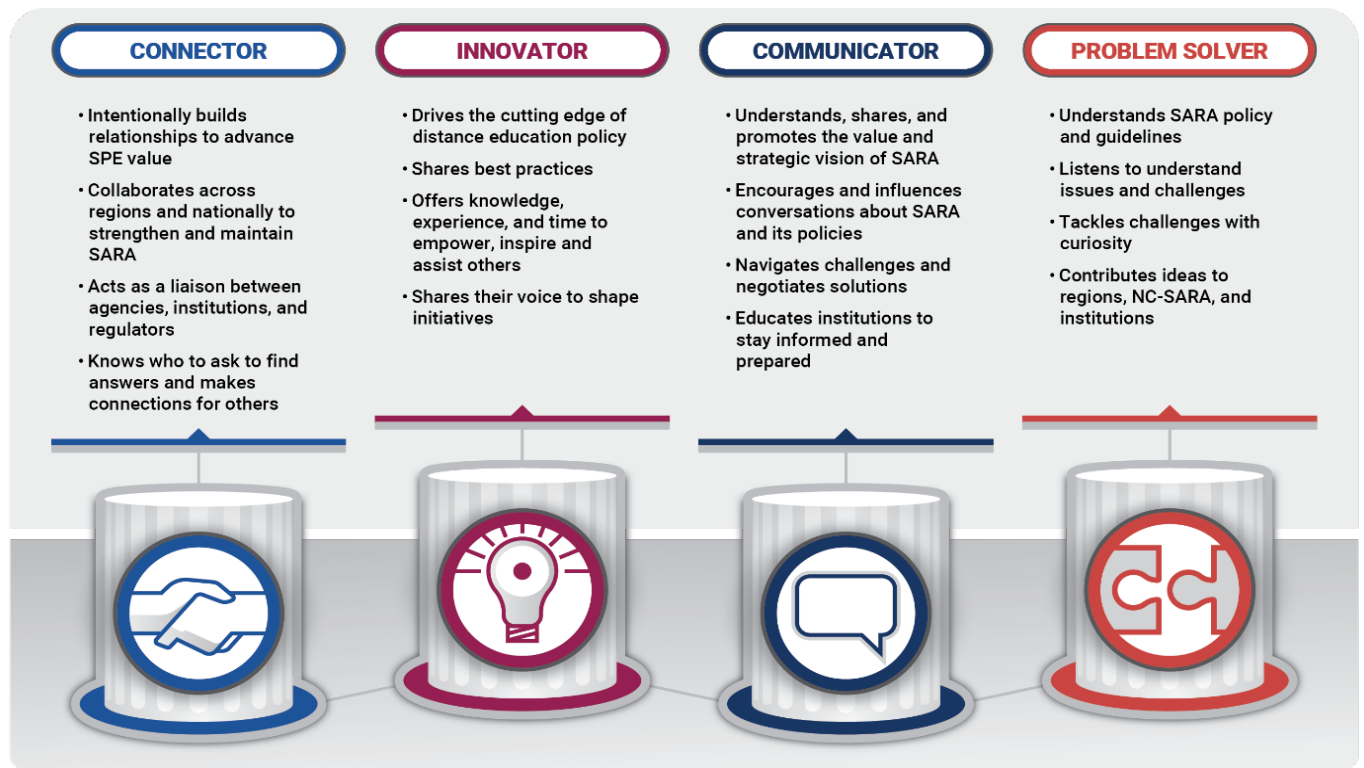 CONNECTOR
• Intentionally builds
relationships to advance
SPE value
• Collaborates across
regions and nationally to
strengthen and maintain
SARA
• Acts as a liaison between
agencies, institutions, and
regulators
• Knows who to ask to find
answers and makes
connections for others
INNOVATOR
• Drives the cutting edge of
distance education policy
• Shares best practices
• Offers knowledge,
experience, and time to
empower, inspire and
assist others
• Shares their voice to shape
initiatives
COMMUNICATOR
• Understands, shares, and
promotes the value and
strategic vision of SARA
• Encourages and influences
conversations about SARA
and its policies
• Navigates challenges and
negotiates solutions
• Educates institutions to
stay informed and
prepared
PROBLEM SOLVER
• Understands SARA policy
and guidelines
• Listens to understand
issues and challenges
• Tackles challenges with
curiosity
• Contributes ideas to
regions, NC-SARA, and
institutions